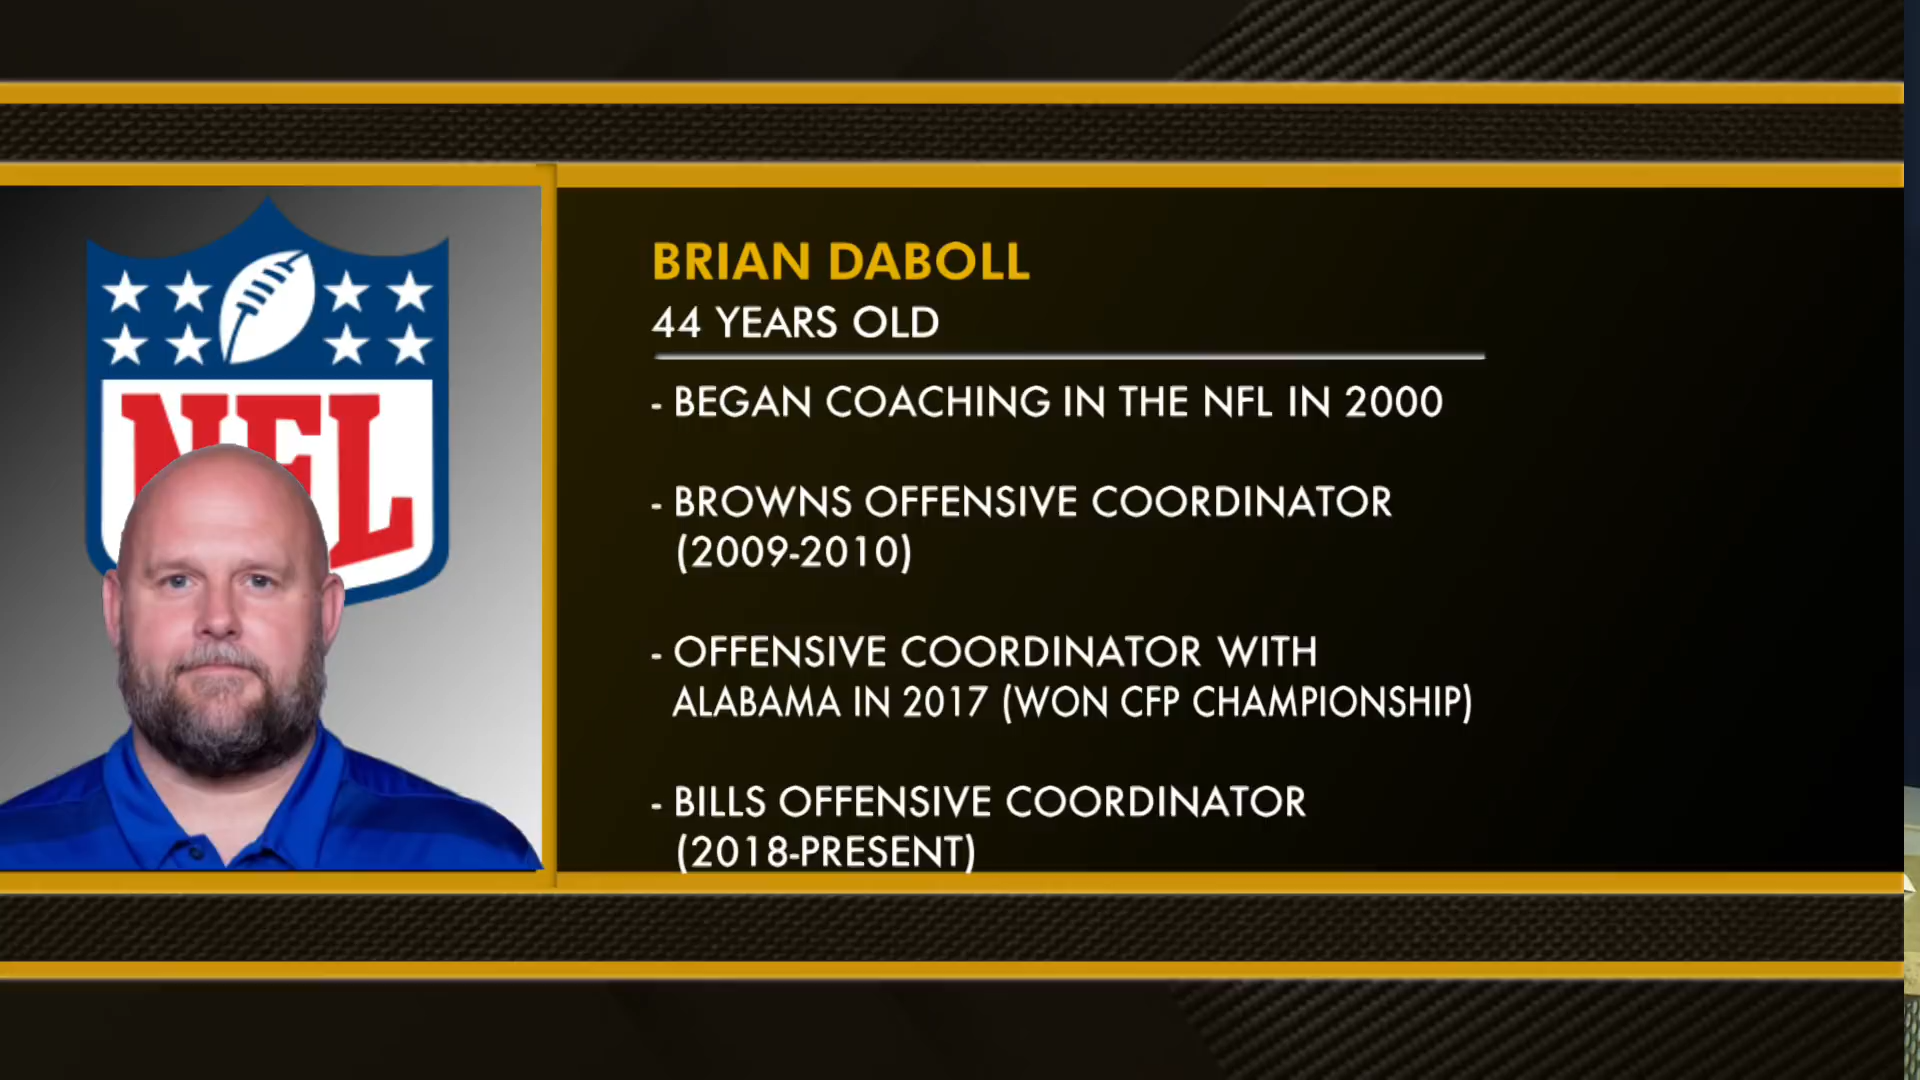 NFL
BRIAN DABOLL
44 YEARS OLD
- BEGAN COACHING IN THE NFL IN 2000
- BROWNS OFFENSIVE COORDINATOR
(2009-2010)
- OFFENSIVE COORDINATOR WITH
ALABAMA IN 2017 (WON CFP CHAMPIONSHIP)
- BILLS OFFENSIVE COORDINATOR
(2018-PRESENT)